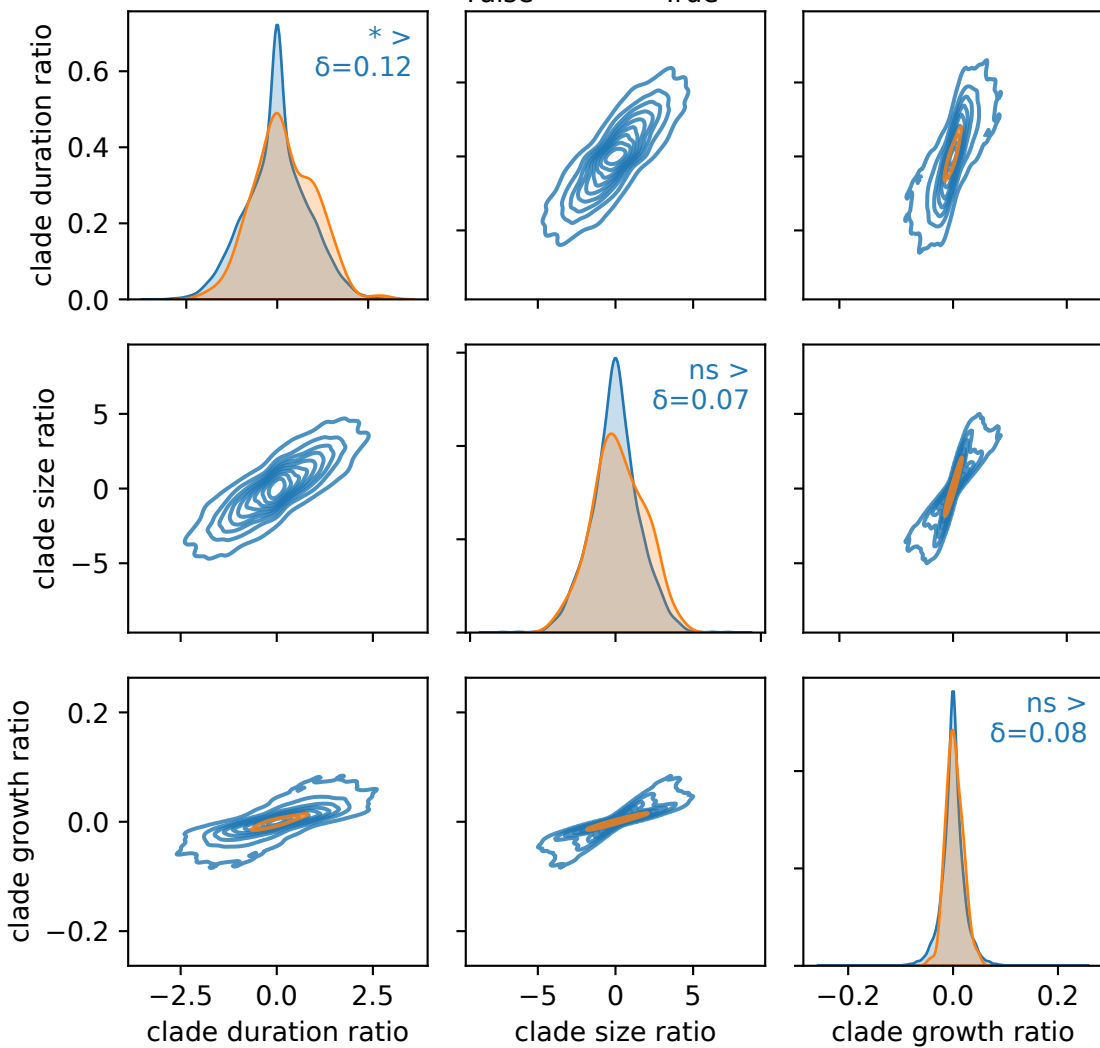 clade duration ratio
0.6
0.4
0.2
0.0
* >
δ=0.12
clade size ratio
5
0
−5
ns >
δ=0.07
clade growth ratio
0.2
0.0
−0.2
ns >
δ=0.08
−2.5 0.0 2.5
−5 0 5
−0.2 0.0 0.2
clade duration ratio
clade size ratio
clade growth ratio